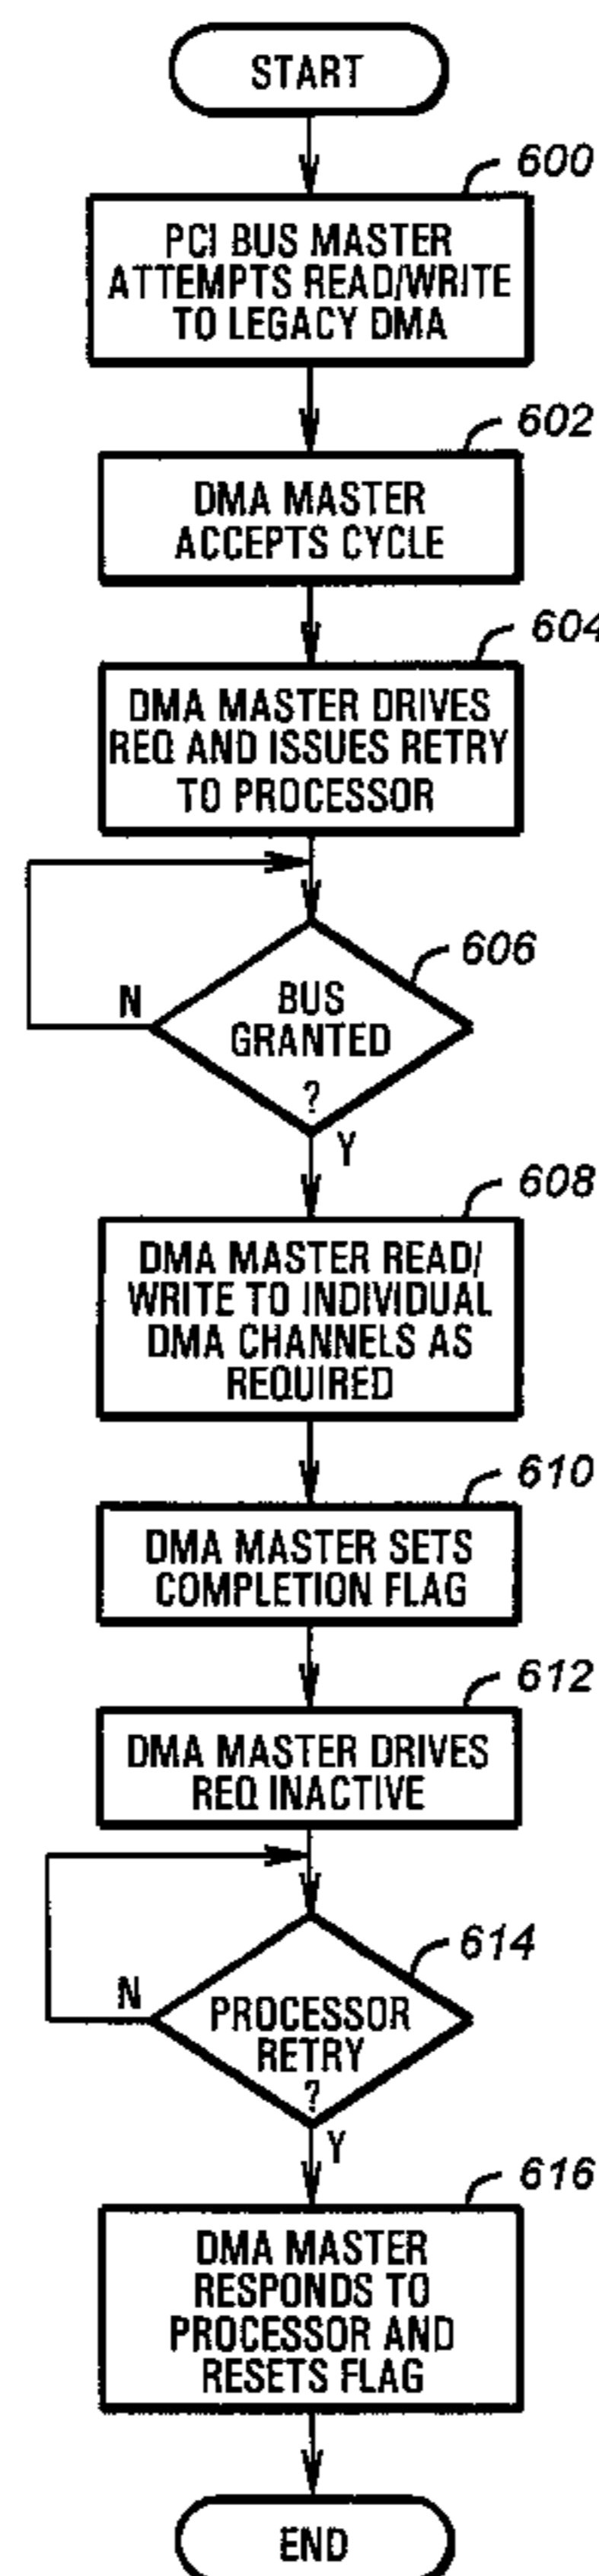 START
600
PCI BUS MASTER
ATTEMPTS READ/WRITE
TO LEGACY DMA
602
DMA MASTER
ACCEPTS CYCLE
604
DMA MASTER DRIVES
REQ AND ISSUES RETRY
TO PROCESSOR
606
N
BUS
GRANTED
?
Y
608
DMA MASTER READ/
WRITE TO INDIVIDUAL
DMA CHANNELS AS
REQUIRED
610
DMA MASTER SETS
COMPLETION FLAG
612
DMA MASTER DRIVES
REQ INACTIVE
614
N
PROCESSOR
RETRY
?
Y
616
DMA MASTER
RESPONDS TO
PROCESSOR AND
RESETS FLAG
END